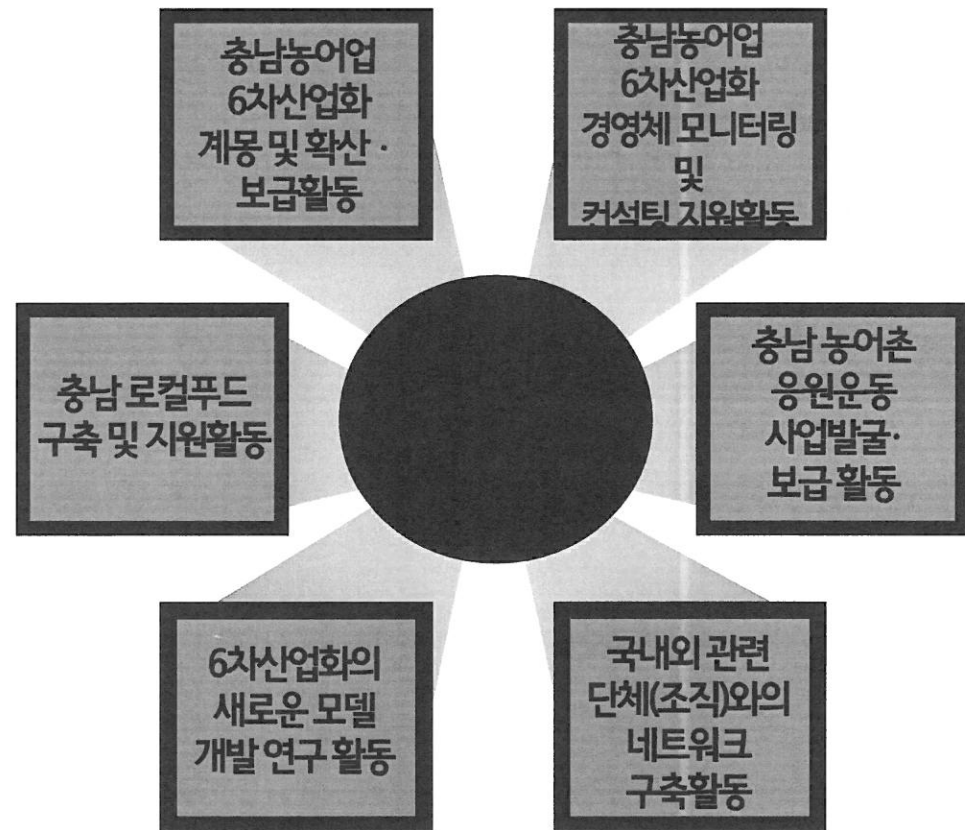 충남농어업
6차산업화
계몽 및 확산 ·
보급활동
충남농어업
6차산업화
경영체 모니터링
및
컨설팅 지원활동
충남 로컬푸드
구축 및 지원활동
충남 농어촌
응원운동
사업발굴·
보급 활동
6차산업화의
새로운 모델
개발 연구 활동
국내외 관련
단체(조직)와의
네트워크
구축활동